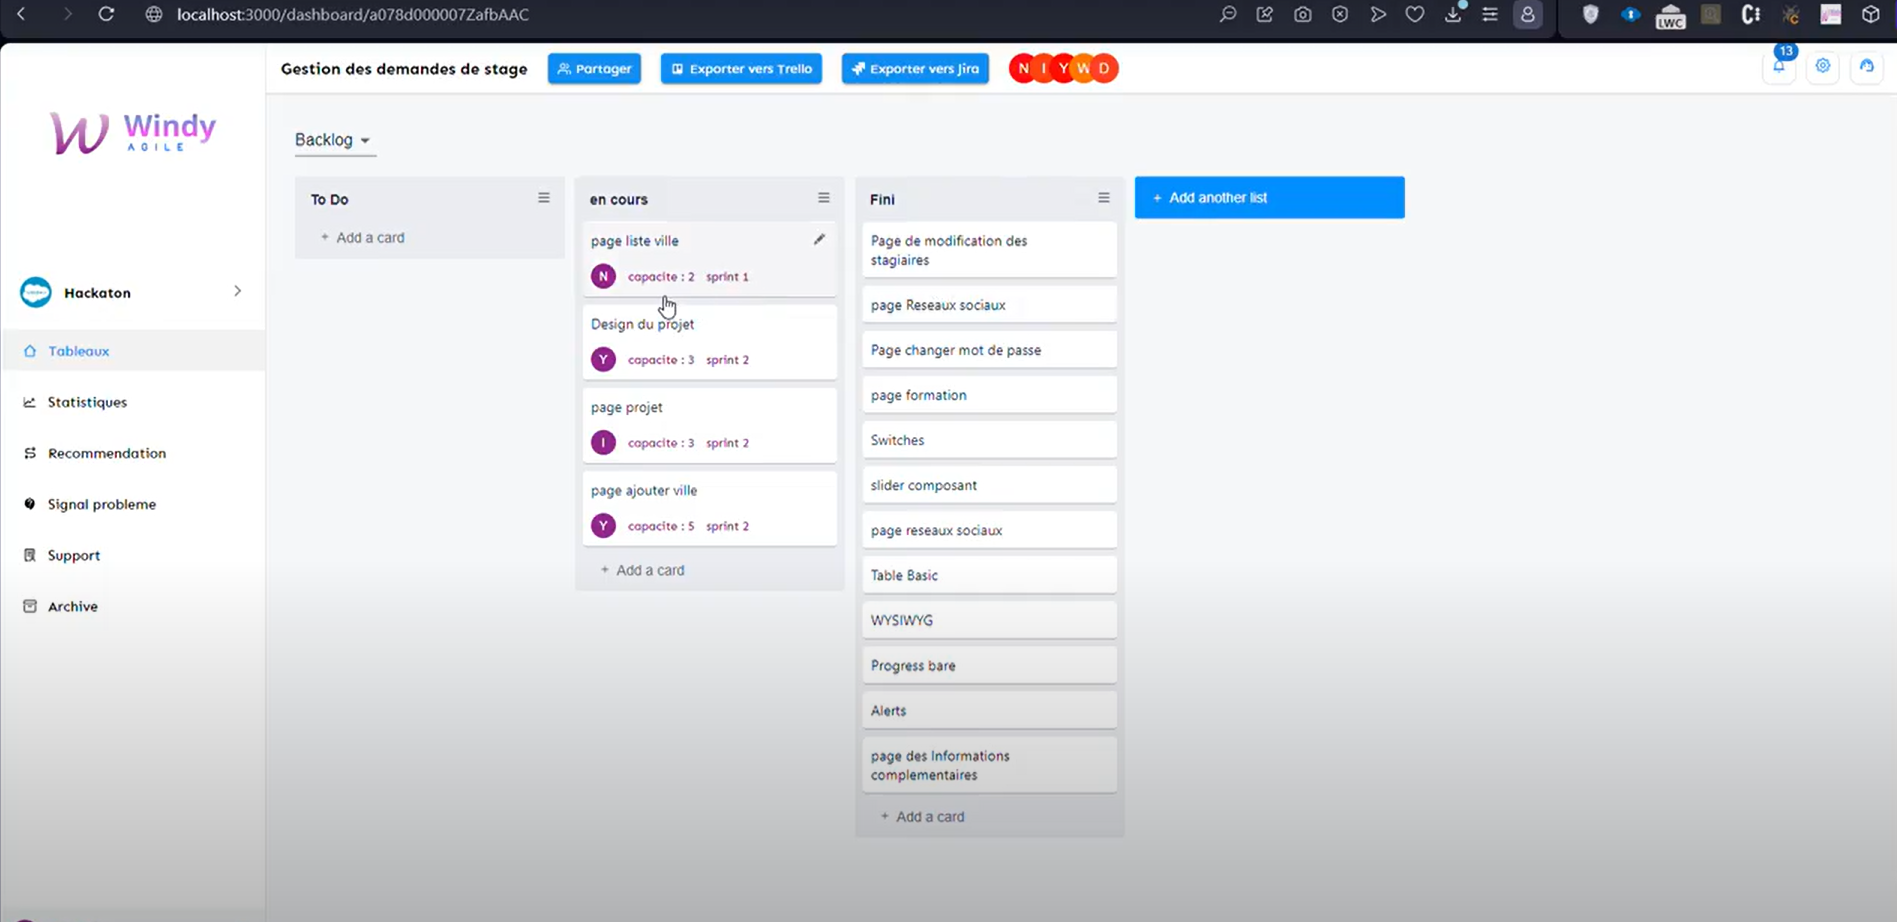 localhost:3000/dashboard/a078d000007ZafbAAC
LWC
Gestion des demandes de stage
Partager
Exporter vers Trello
Exporter vers Jira
N I Y W D
13
W Windy
AGILE
Backlog
To Do
+ Add a card
en cours
page liste ville
N capacite : 2 sprint 1
Design du projet
Y capacite : 3 sprint 2
page projet
I capacite : 3 sprint 2
page ajouter ville
Y capacite : 5 sprint 2
+ Add a card
Fini
Page de modification des
stagiaires
page Reseaux sociaux
Page changer mot de passe
page formation
Switches
slider composant
page reseaux sociaux
Table Basic
WYSIWYG
Progress bare
Alerts
page des Informations
complementaires
+ Add a card
+ Add another list
Hackaton
Tableaux
Statistiques
Recommendation
Signal probleme
Support
Archive